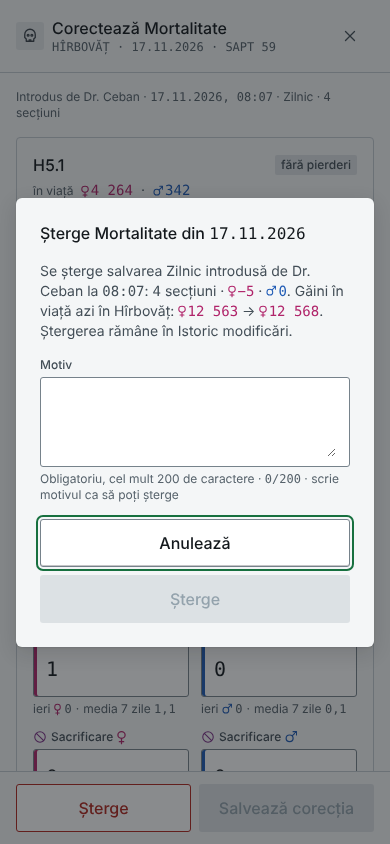 Corectează Mortalitate
HÎRBOVĂȚ · 17.11.2026 · SAPT 59
Introdus de Dr. Ceban · 17.11.2026, 08:07 · Zilnic · 4
secțiuni
H5.1
fără pierderi
în viață ♀4 264 · ♂342
Șterge Mortalitate din 17.11.2026
Se șterge salvarea Zilnic introdusă de Dr.
Ceban la 08:07: 4 secțiuni · ♀−5 · ♂0. Găini în
viață azi în Hîrbovăț: ♀12 563 → ♀12 568.
Ștergerea rămâne în Istoric modificări.
Motiv
Obligatoriu, cel mult 200 de caractere · 0/200 · scrie
motivul ca să poți șterge
Anulează
Șterge
1
0
ieri ♀0 · media 7 zile 1,1
ieri ♂0 · media 7 zile 0,1
Sacrificare ♀
Sacrificare ♂
Șterge
Salvează corecția